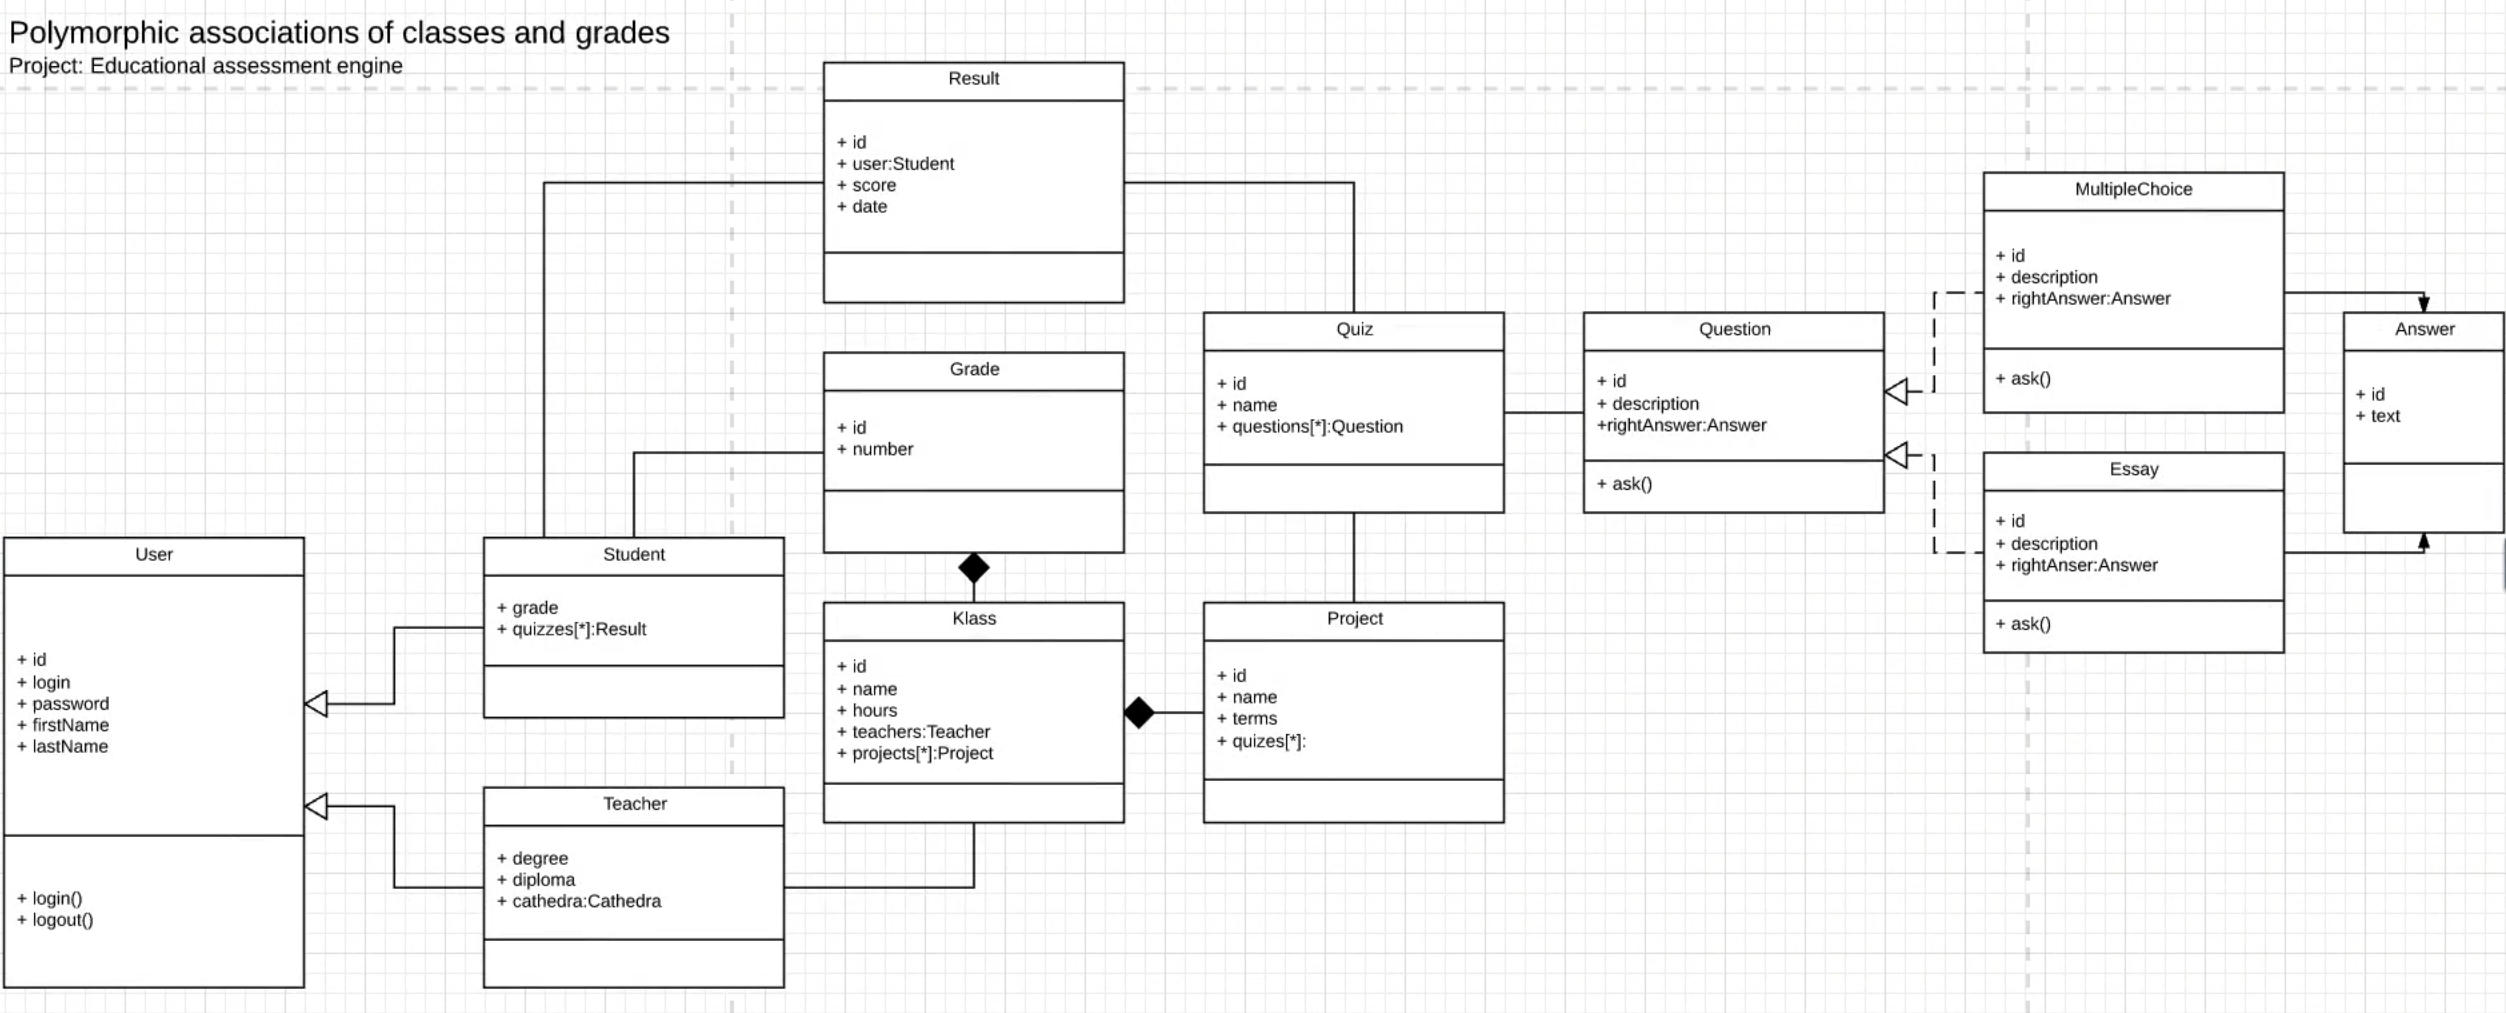 Polymorphic associations of classes and grades
Project: Educational assessment engine
Result
+ id
+ user:Student
+ score
+ date
MultipleChoice
+ id
+ description
+ rightAnswer:Answer
+ ask()
Quiz
+ id
+ name
+ questions[*]:Question
Question
+ id
+ description
+rightAnswer:Answer
+ ask()
Answer
+ id
+ text
Grade
+ id
+ number
Essay
+ id
+ description
+ rightAnser:Answer
+ ask()
User
+ id
+ login
+ password
+ firstName
+ lastName
+ login()
+ logout()
Student
+ grade
+ quizzes[*]:Result
Klass
+ id
+ name
+ hours
+ teachers:Teacher
+ projects[*]:Project
Project
+ id
+ name
+ terms
+ quizes[*]:
Teacher
+ degree
+ diploma
+ cathedra:Cathedra